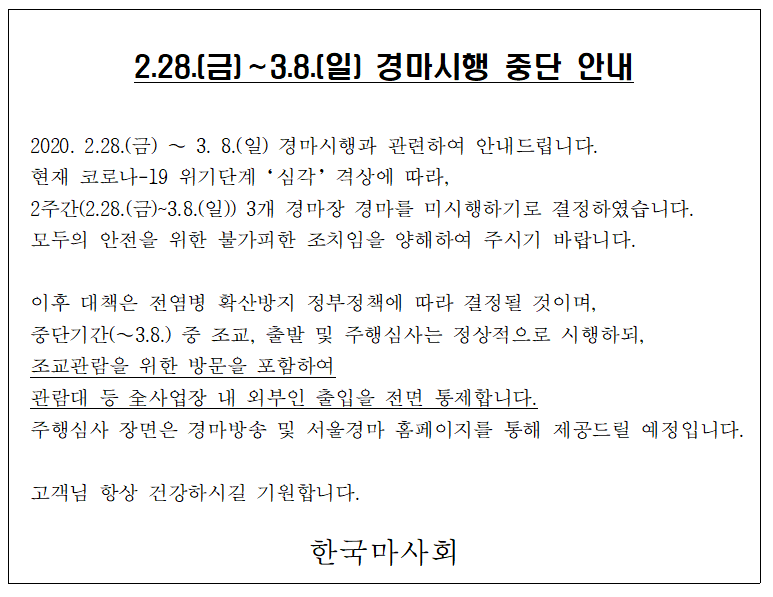 2.28.(금)~3.8.(일) 경마시행 중단 안내
2020. 2.28.(금) ~ 3. 8.(일) 경마시행과 관련하여 안내드립니다.
현재 코로나-19 위기단계 ‘심각’ 격상에 따라,
2주간(2.28.(금)~3.8.(일)) 3개 경마장 경마를 미시행하기로 결정하였습니다.
모두의 안전을 위한 불가피한 조치임을 양해하여 주시기 바랍니다.
이후 대책은 전염병 확산방지 정부정책에 따라 결정될 것이며,
중단기간(~3.8.) 중 조교, 출발 및 주행심사는 정상적으로 시행하되,
조교관람을 위한 방문을 포함하여
관람대 등 全사업장 내 외부인 출입을 전면 통제합니다.
주행심사 장면은 경마방송 및 서울경마 홈페이지를 통해 제공드릴 예정입니다.
고객님 항상 건강하시길 기원합니다.
한국마사회